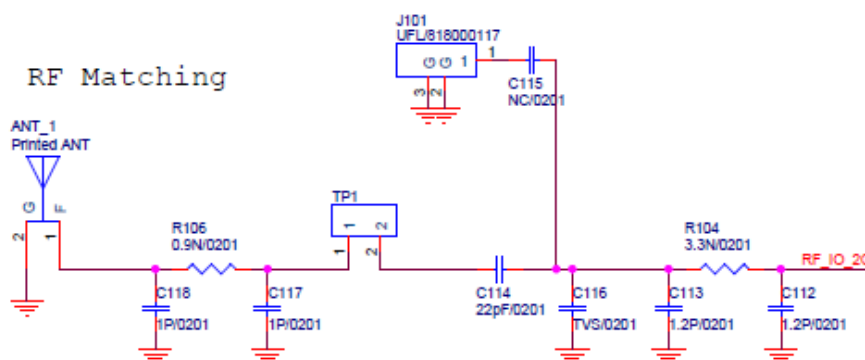 J101
UFL/818000117
G
G
1
1
3
2
C115
NC/0201
RF Matching
ANT_1
Printed ANT
G
F
2
1
R106
0.9N/0201
TP1
1
2
1
2
R104
3.3N/0201
C118
1P/0201
C117
1P/0201
C114
22pF/0201
C116
TVS/0201
C113
1.2P/0201
C112
1.2P/0201